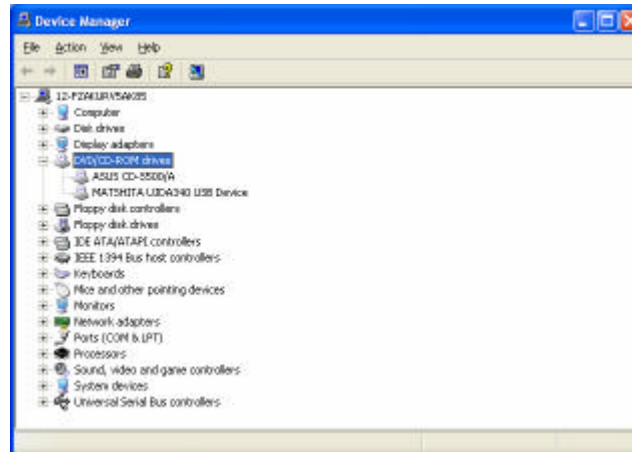 Device Manager
File Action View Help
Computer
Disk drives
Display adapters
DVD/CD-ROM drives
ASUS CD-S500/A
MATSHITA UJDA340 USB Device
Floppy disk controllers
Floppy disk drives
IDE ATA/ATAPI controllers
IEEE 1394 Bus host controllers
Keyboards
Mice and other pointing devices
Monitors
Network adapters
Ports (COM & LPT)
Processors
Sound, video and game controllers
System devices
Universal Serial Bus controllers